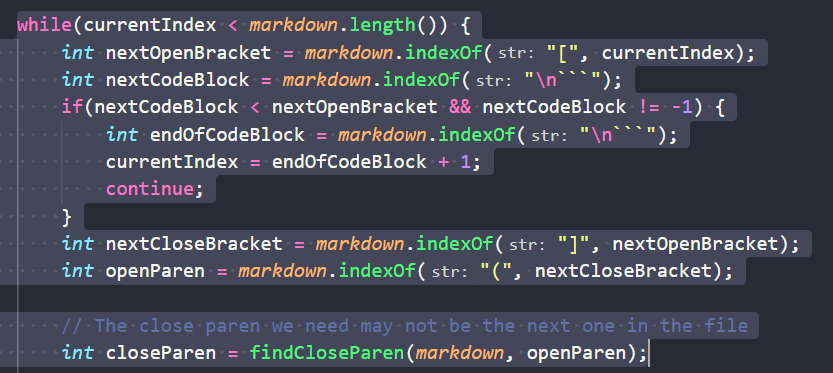 while(currentIndex < markdown.length()) {
int nextOpenBracket = markdown.indexOf(str: "[", currentIndex);
int nextCodeBlock = markdown.indexOf(str: "\n```");
if(nextCodeBlock < nextOpenBracket && nextCodeBlock != -1) {
int endOfCodeBlock = markdown.indexOf(str: "\n```");
currentIndex = endOfCodeBlock + 1;
continue;
}
int nextCloseBracket = markdown.indexOf(str: "]", nextOpenBracket);
int openParen = markdown.indexOf(str: "(", nextCloseBracket);
// The close paren we need may not be the next one in the file
int closeParen = findCloseParen(markdown, openParen);